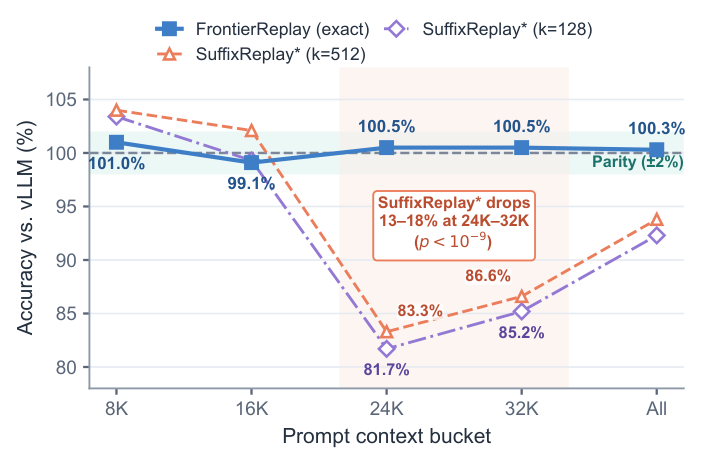 FrontierReplay (exact)
SuffixReplay* (k=128)
SuffixReplay* (k=512)
Accuracy vs. vLLM (%)
105
100
95
90
85
80
101.0%
99.1%
100.5%
100.5%
100.3%
Parity (±2%)
SuffixReplay* drops
13–18% at 24K–32K
(p < 10⁻⁹)
86.6%
83.3%
85.2%
81.7%
8K
16K
24K
32K
All
Prompt context bucket